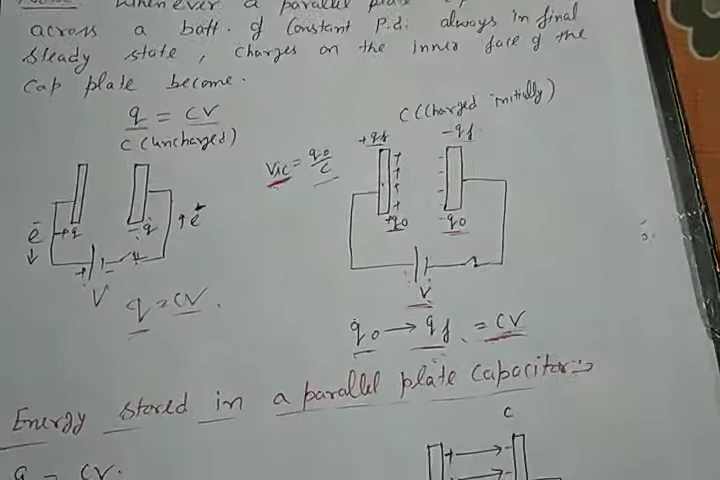 Whenever a parallel plate
across a batt. of Constant P.d. always in final
steady state, charges on the inner face of the
Cap plate become.
q = CV
C (uncharged)
C (Charged initially)
Vic = q₀/C
+qf
-qf
+ + + +
- - - -
+q
-q
e⁻
e⁻
+q₀
-q₀
+ -
V
q = CV.
V
q₀ → qf = CV
Energy stored in a parallel plate Capacitor:→
C
q = CV.
+ → -